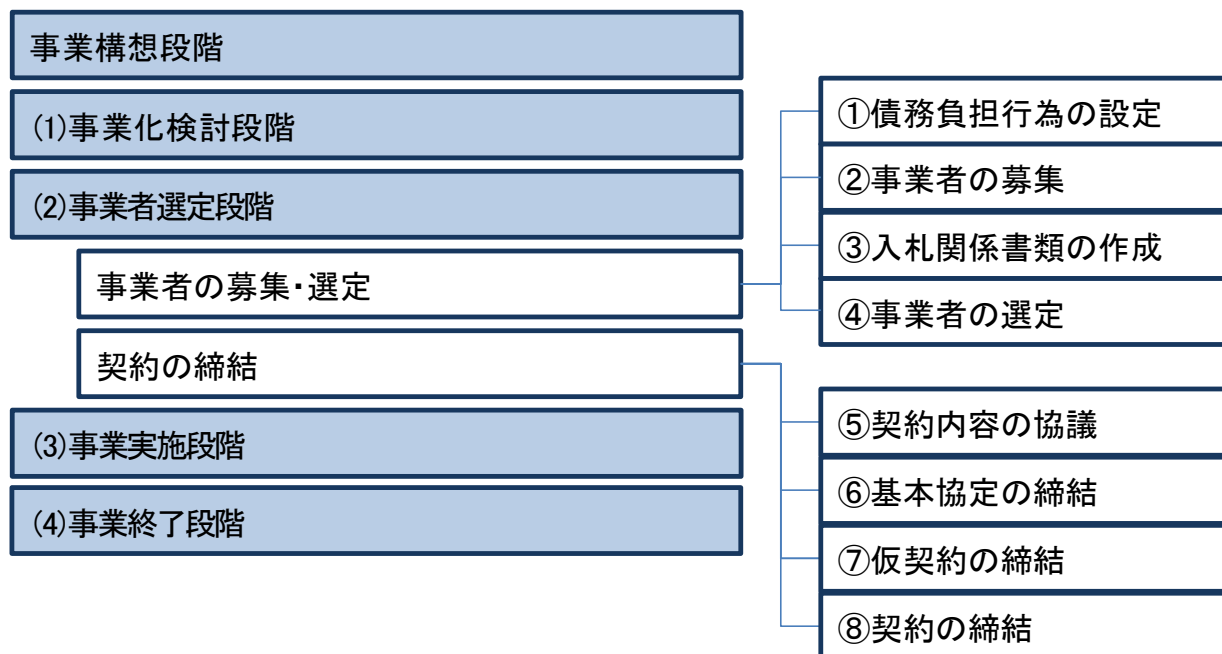 事業構想段階
(1)事業化検討段階
(2)事業者選定段階
事業者の募集・選定
契約の締結
(3)事業実施段階
(4)事業終了段階
①債務負担行為の設定
②事業者の募集
③入札関係書類の作成
④事業者の選定
⑤契約内容の協議
⑥基本協定の締結
⑦仮契約の締結
⑧契約の締結